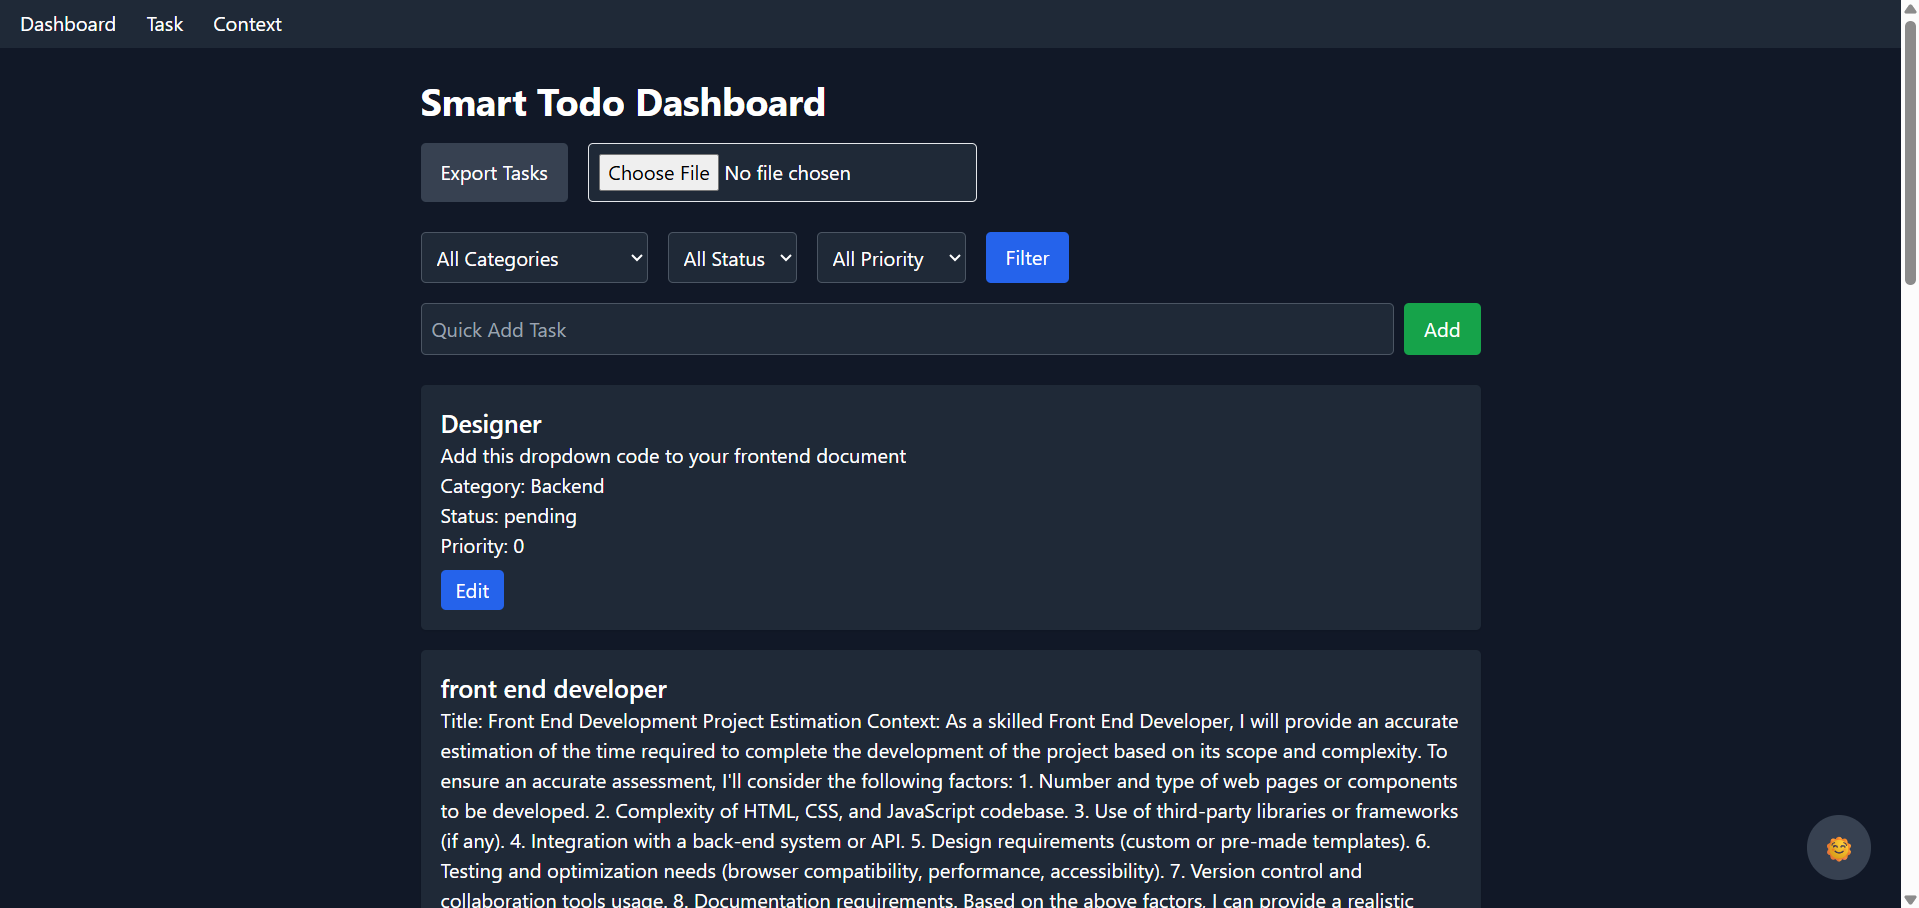 Dashboard Task Context
Smart Todo Dashboard
Export Tasks Choose File No file chosen
All Categories All Status All Priority Filter
Quick Add Task Add
Designer
Add this dropdown code to your frontend document
Category: Backend
Status: pending
Priority: 0
Edit
front end developer
Title: Front End Development Project Estimation Context: As a skilled Front End Developer, I will provide an accurate
estimation of the time required to complete the development of the project based on its scope and complexity. To
ensure an accurate assessment, I'll consider the following factors: 1. Number and type of web pages or components
to be developed. 2. Complexity of HTML, CSS, and JavaScript codebase. 3. Use of third-party libraries or frameworks
(if any). 4. Integration with a back-end system or API. 5. Design requirements (custom or pre-made templates). 6.
Testing and optimization needs (browser compatibility, performance, accessibility). 7. Version control and
collaboration tools usage. 8. Documentation requirements. Based on the above factors, I can provide a realistic